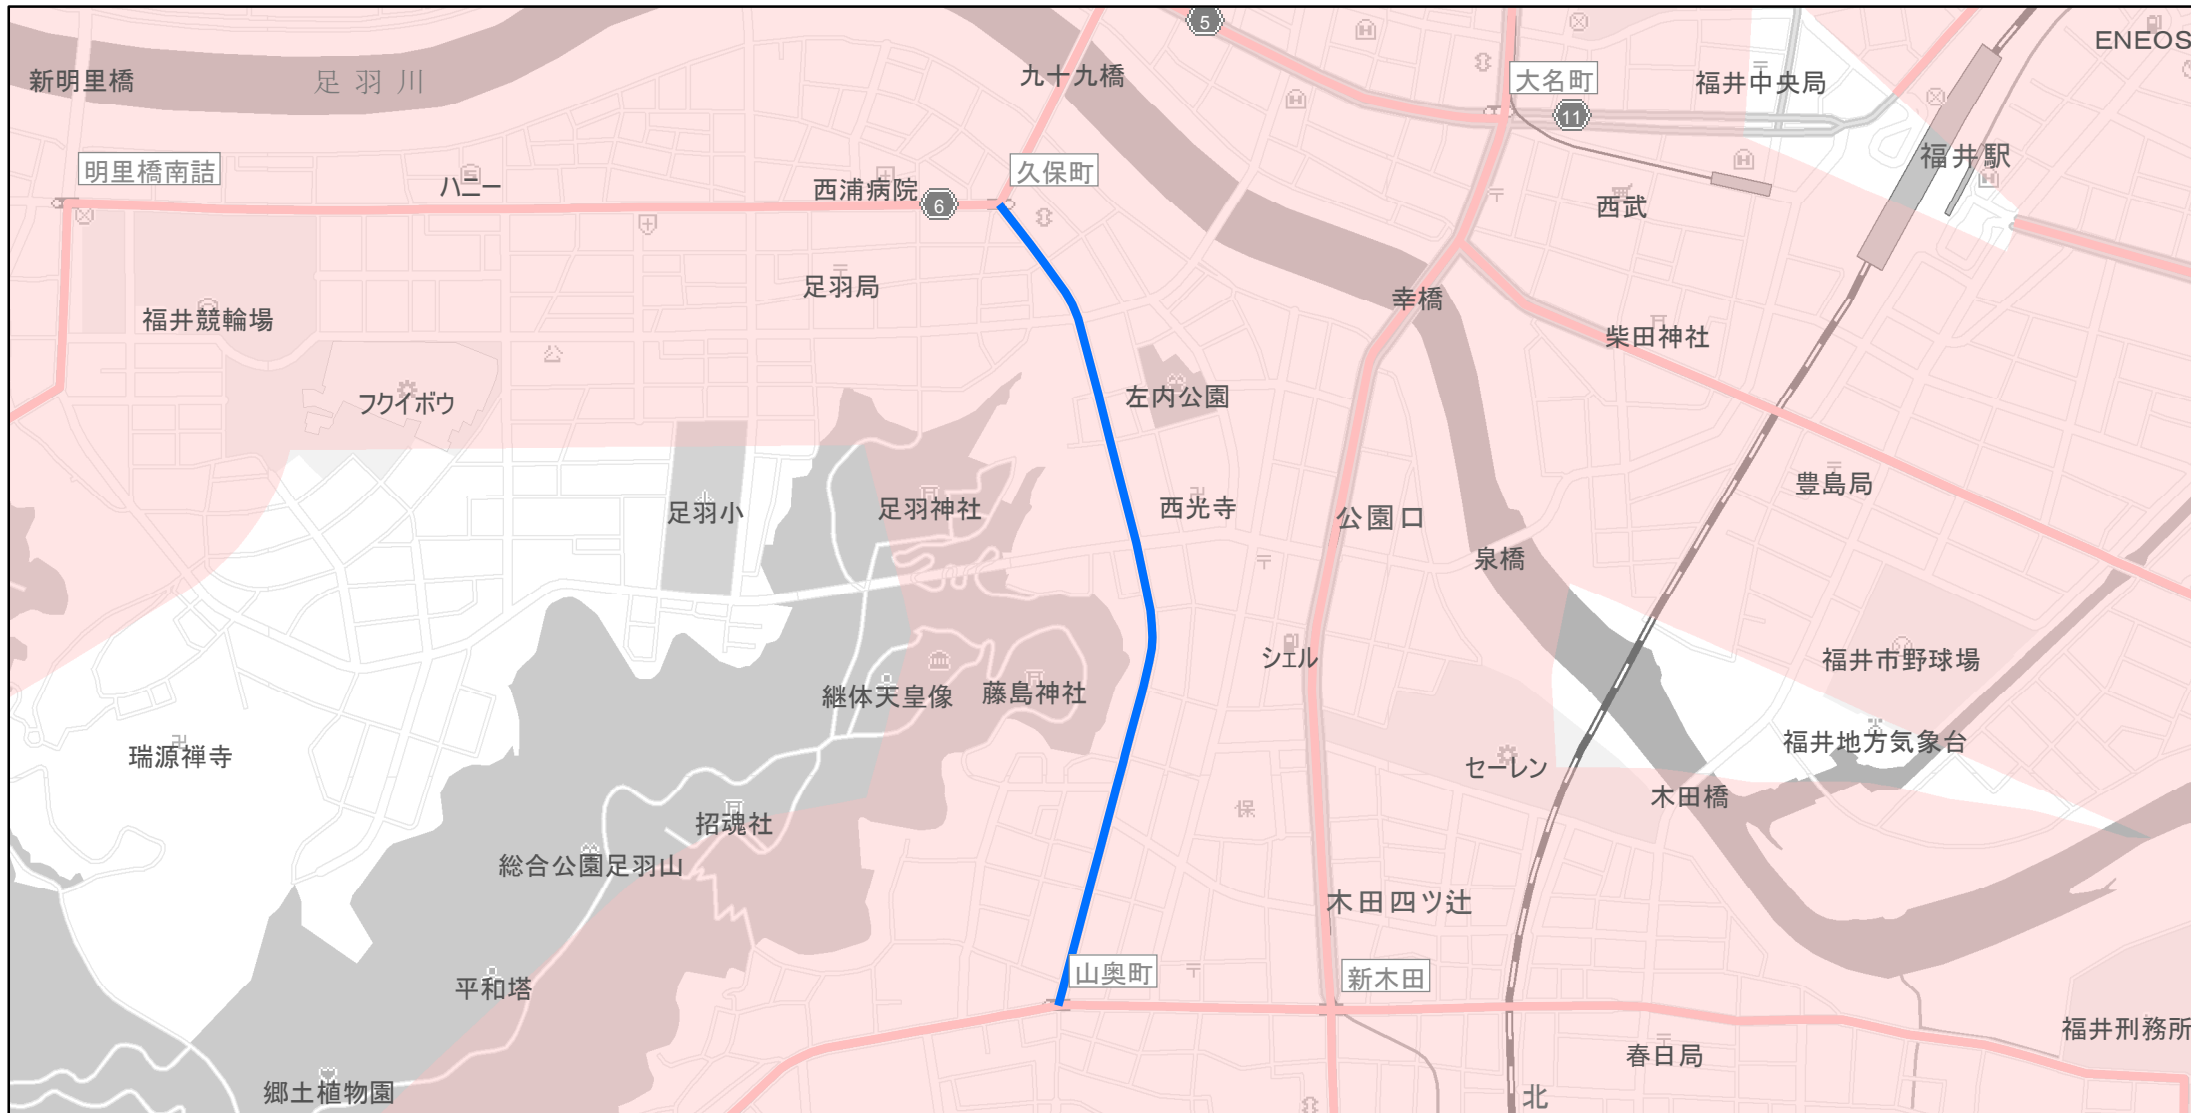 5
ENEOS
新明里橋
足羽川
九十九橋
大名町
福井中央局
11
明里橋南詰
ハニー
西浦病院
6
久保町
福井駅
西武
足羽局
幸橋
福井競輪場
柴田神社
フクイボウ
左内公園
豊島局
足羽小
足羽神社
西光寺
公園口
泉橋
シェル
福井市野球場
継体天皇像
藤島神社
瑞源禅寺
福井地方気象台
セーレン
木田橋
保
招魂社
総合公園足羽山
木田四ツ辻
山奥町
新木田
平和塔
福井刑務所
春日局
郷土植物園
北
公